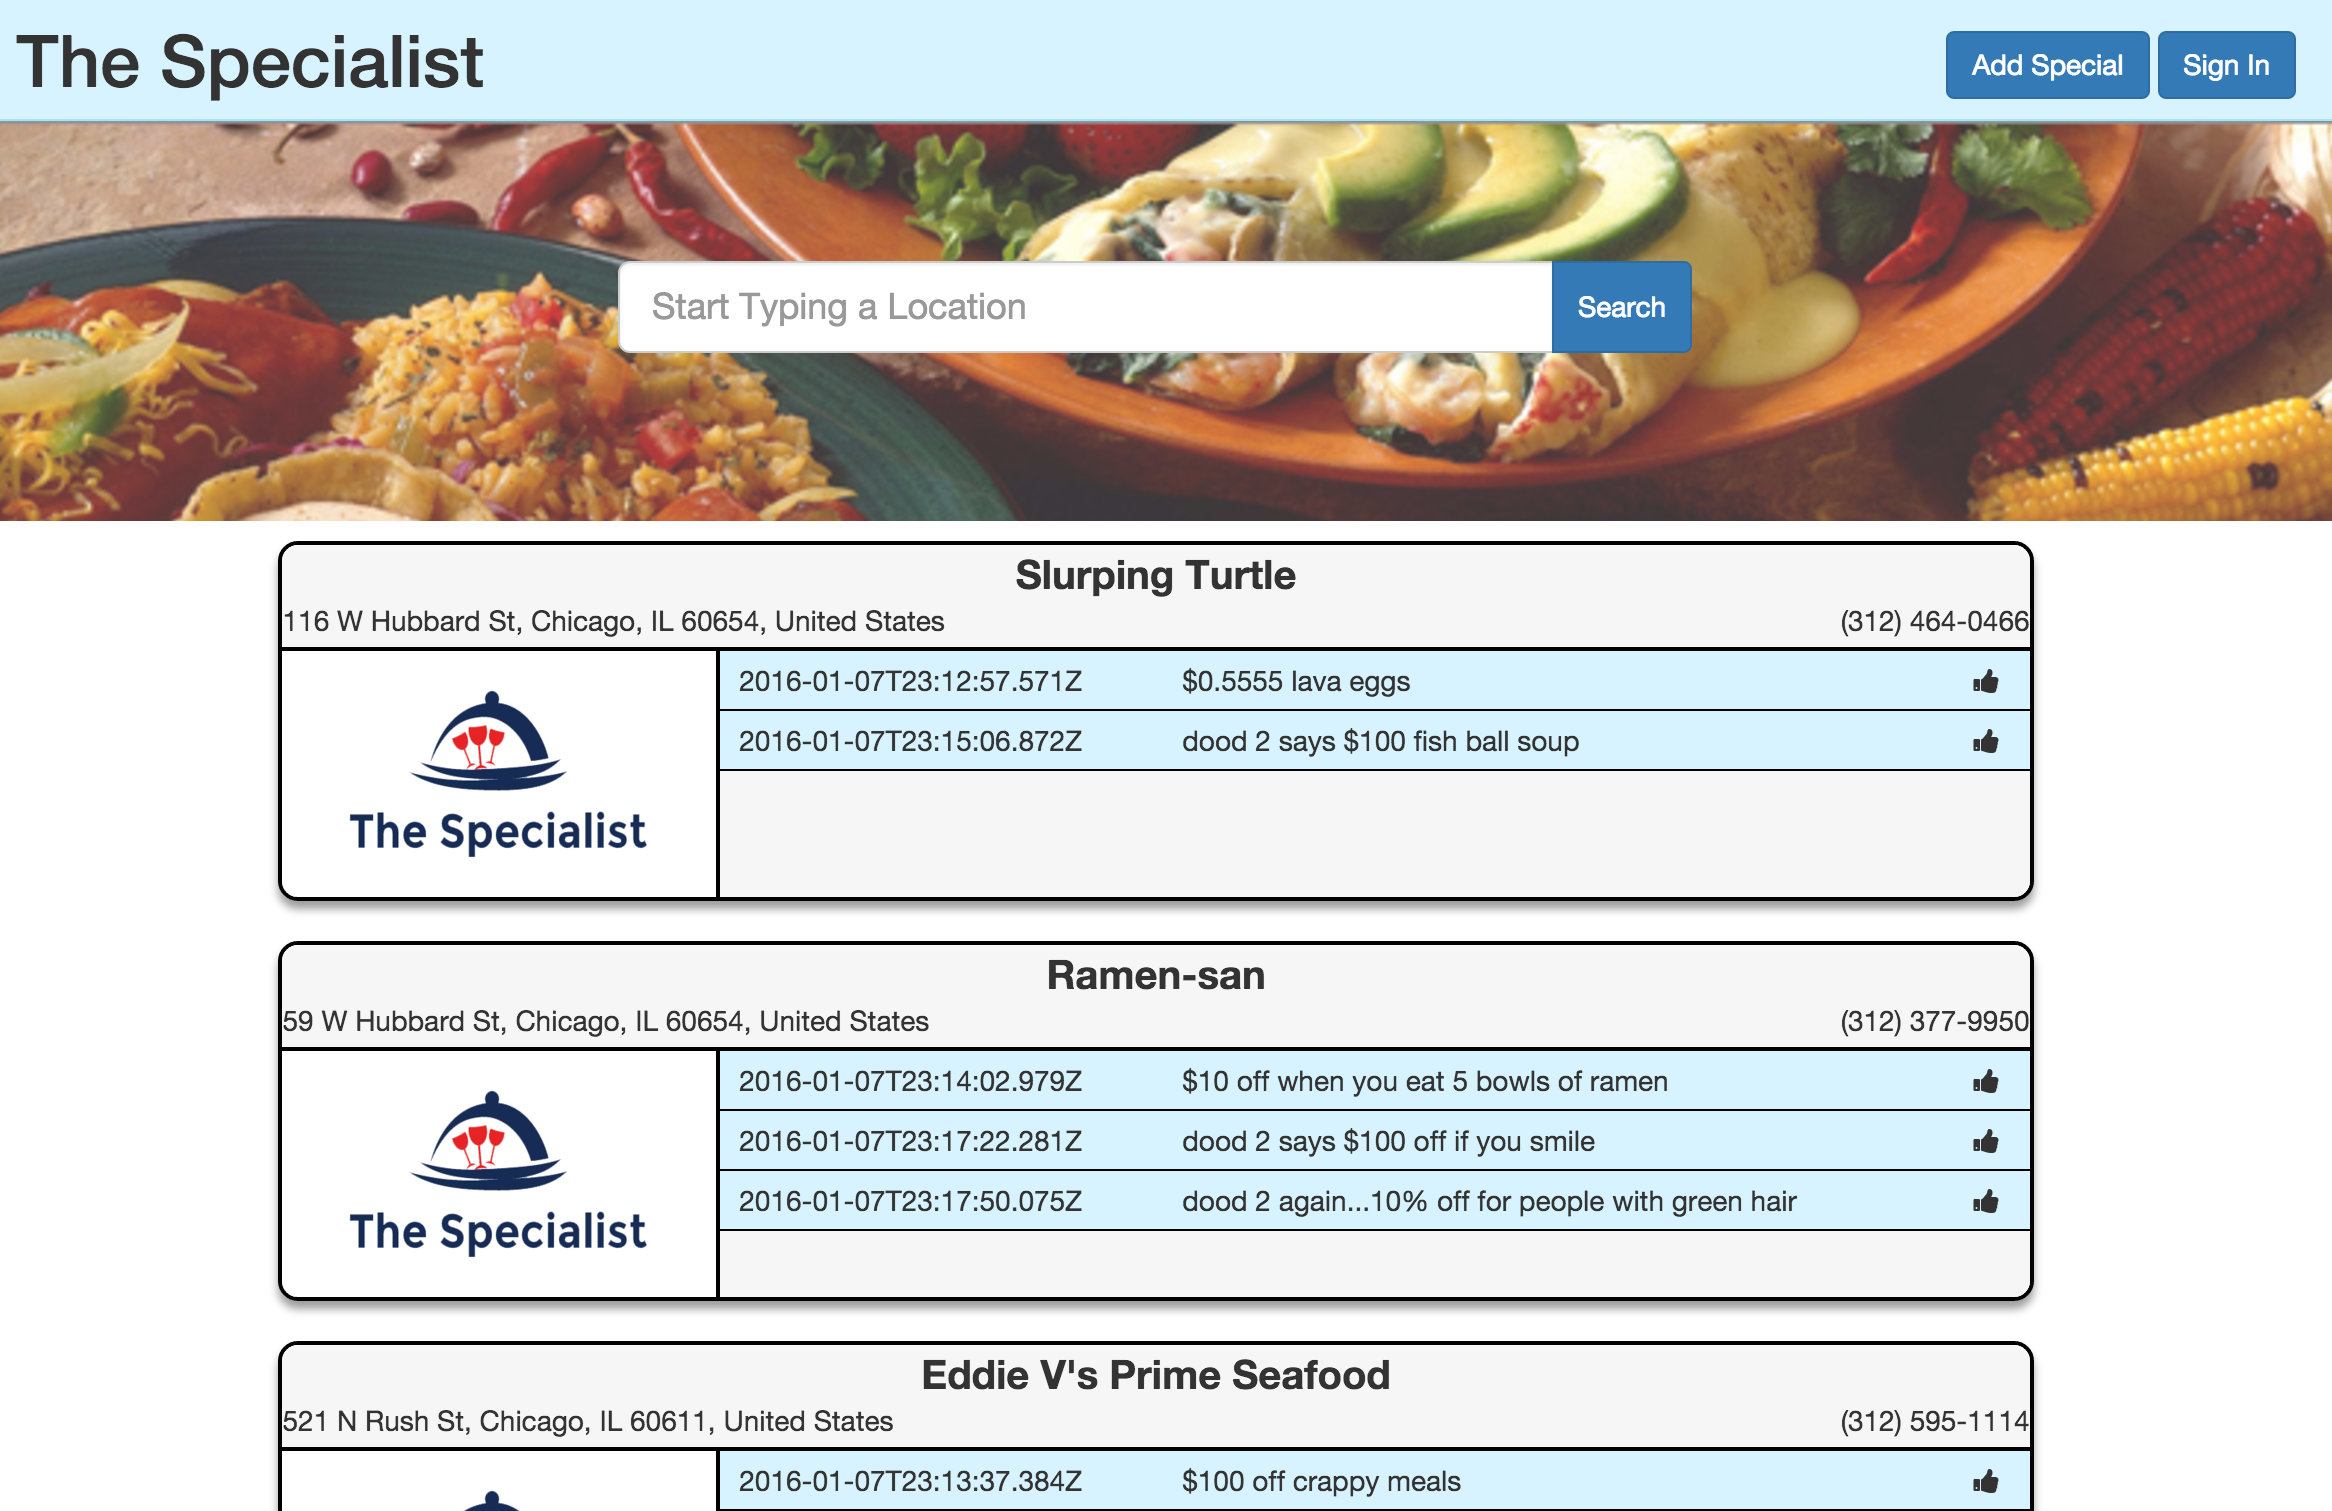 The Specialist
Add Special
Sign In
Start Typing a Location
Search
Slurping Turtle
116 W Hubbard St, Chicago, IL 60654, United States
(312) 464-0466
The Specialist
2016-01-07T23:12:57.571Z $0.5555 lava eggs
2016-01-07T23:15:06.872Z dood 2 says $100 fish ball soup
Ramen-san
59 W Hubbard St, Chicago, IL 60654, United States
(312) 377-9950
The Specialist
2016-01-07T23:14:02.979Z $10 off when you eat 5 bowls of ramen
2016-01-07T23:17:22.281Z dood 2 says $100 off if you smile
2016-01-07T23:17:50.075Z dood 2 again...10% off for people with green hair
Eddie V's Prime Seafood
521 N Rush St, Chicago, IL 60611, United States
(312) 595-1114
2016-01-07T23:13:37.384Z $100 off crappy meals